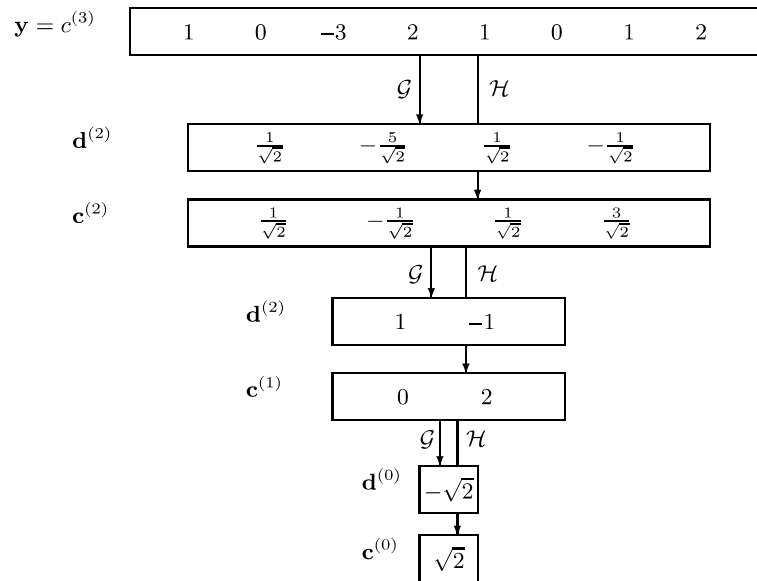 𝐲 = c⁽³⁾ 1 0 −3 2 1 0 1 2
𝒢 ℋ
𝐝⁽²⁾ 1/√2 −5/√2 1/√2 −1/√2
𝐜⁽²⁾ 1/√2 −1/√2 1/√2 3/√2
𝒢 ℋ
𝐝⁽²⁾ 1 −1
𝐜⁽¹⁾ 0 2
𝒢 ℋ
𝐝⁽⁰⁾ −√2
𝐜⁽⁰⁾ √2